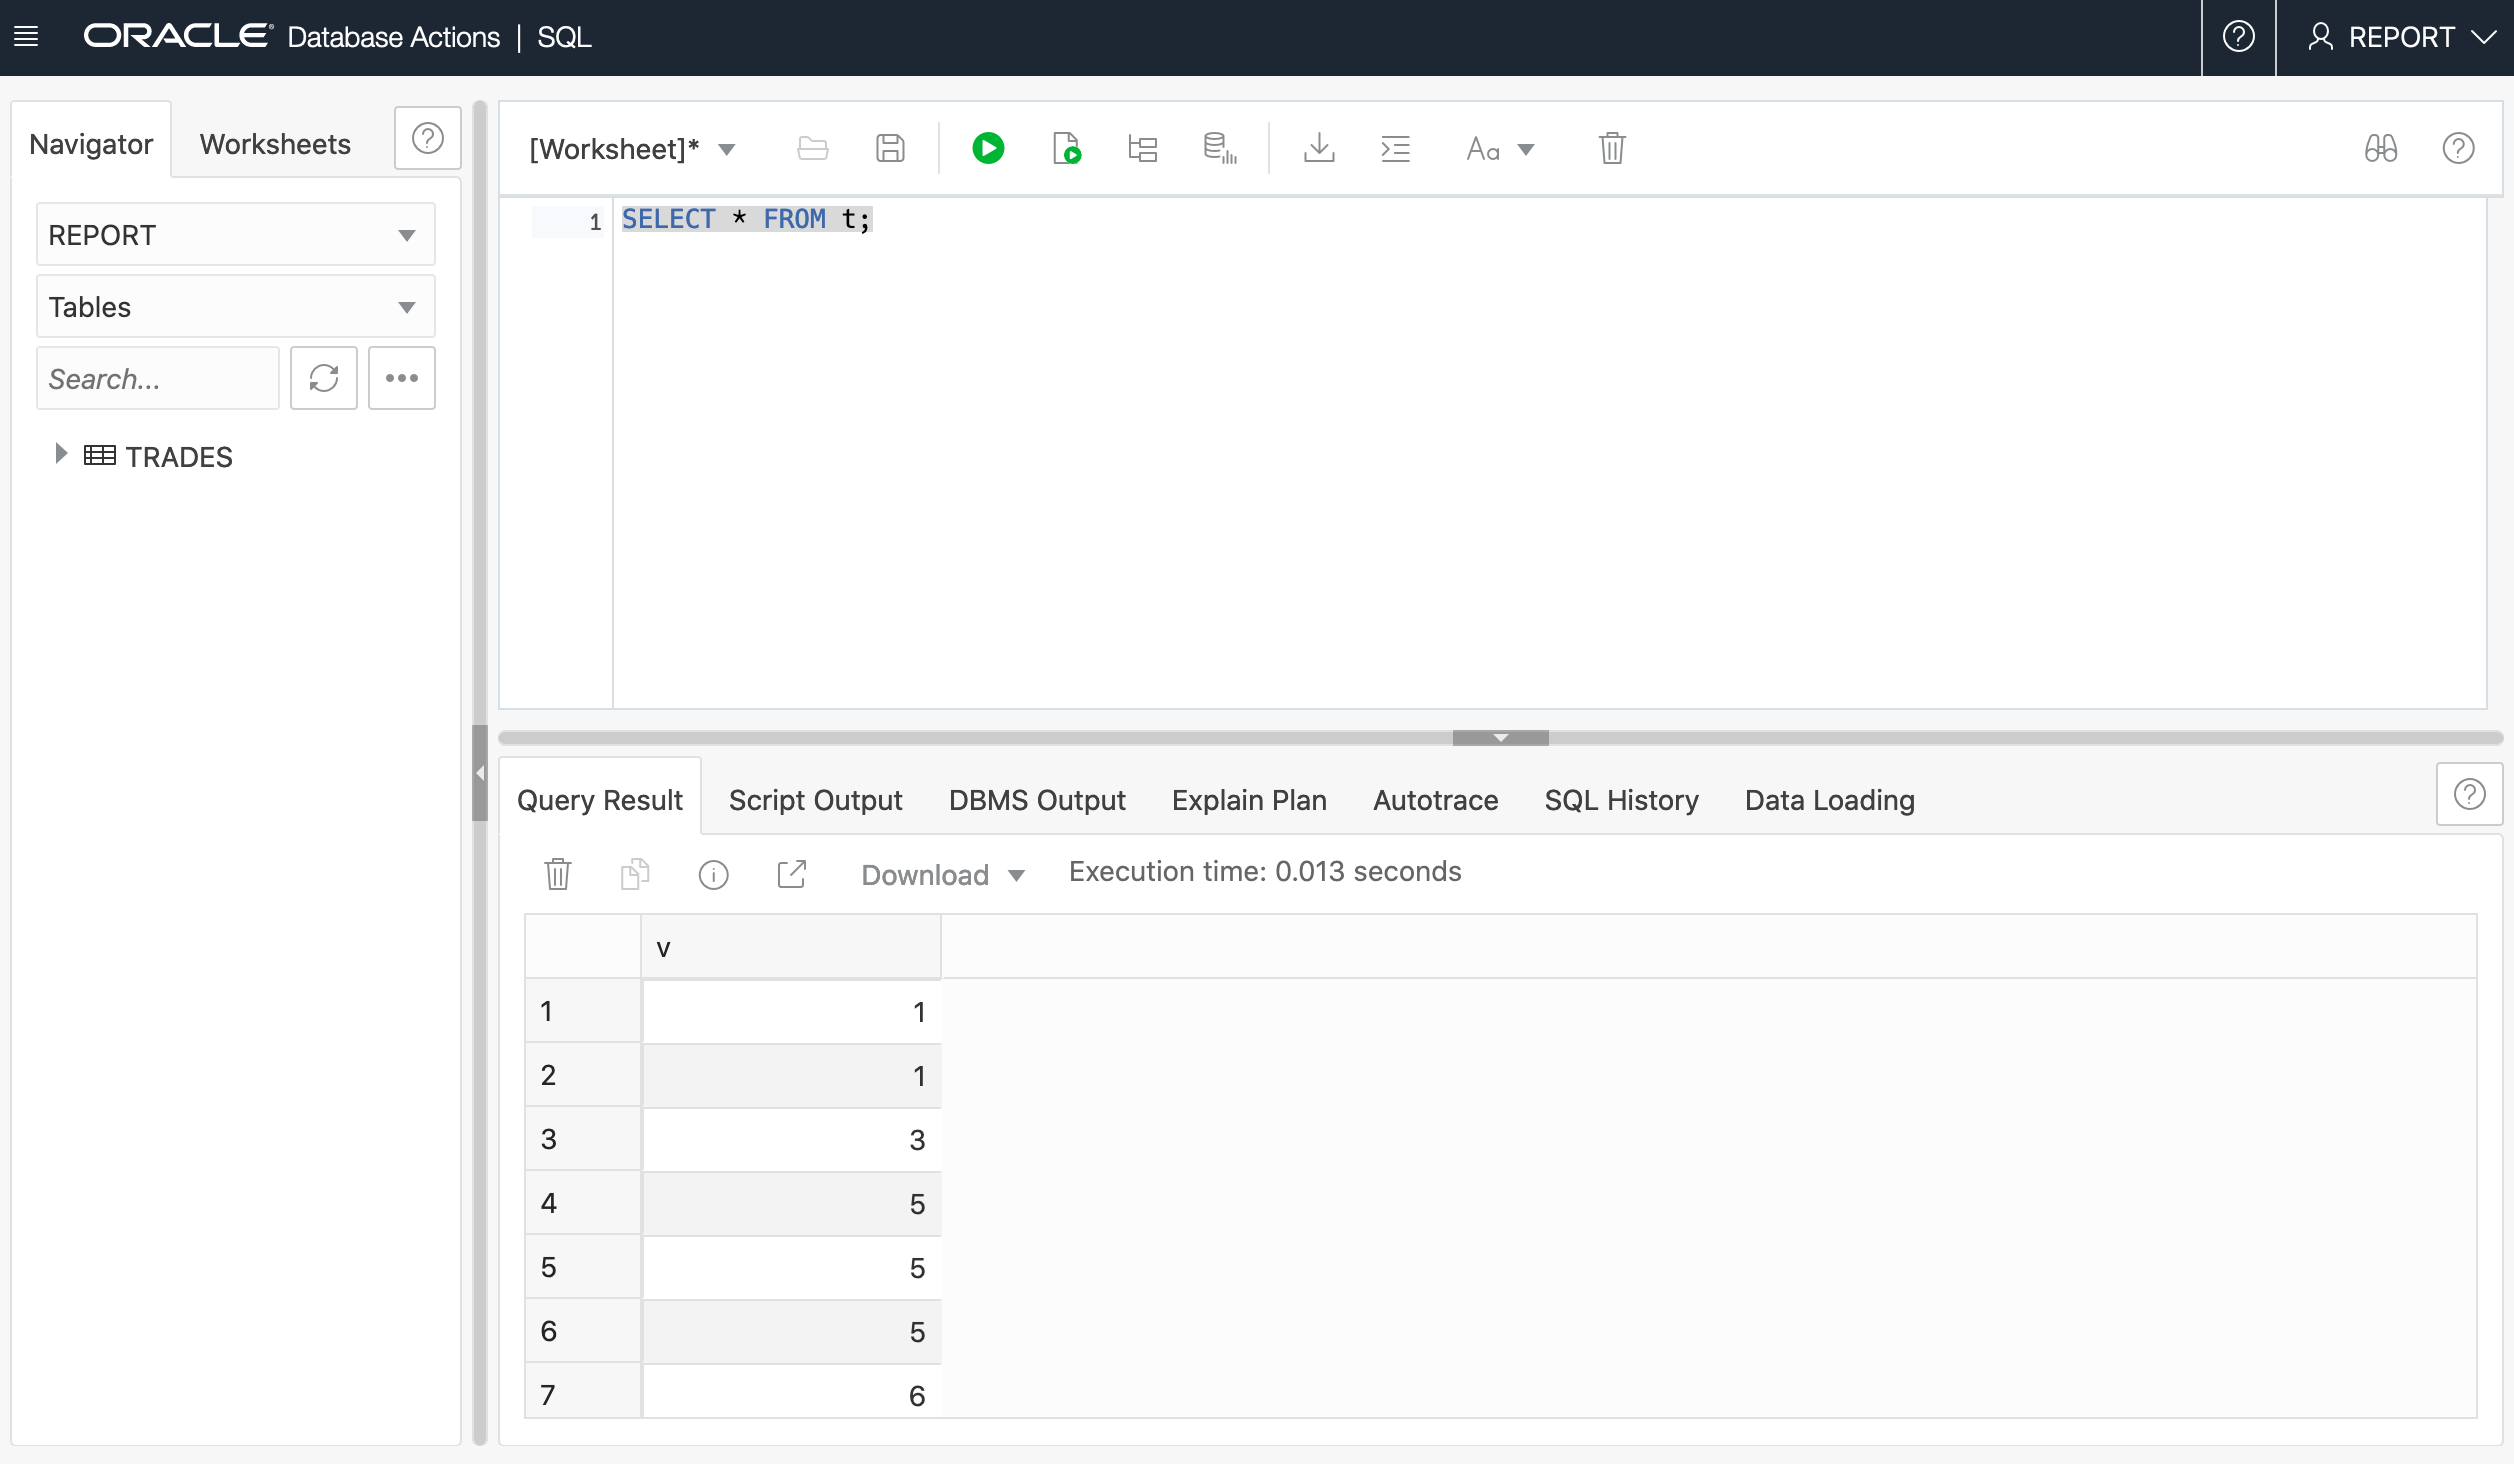 ORACLE® Database Actions | SQL
REPORT
Navigator
Worksheets
REPORT
Tables
Search...
TRADES
[Worksheet]*
Aa
1 SELECT * FROM t;
Query Result
Script Output
DBMS Output
Explain Plan
Autotrace
SQL History
Data Loading
Download
Execution time: 0.013 seconds
v
1 1
2 1
3 3
4 5
5 5
6 5
7 6